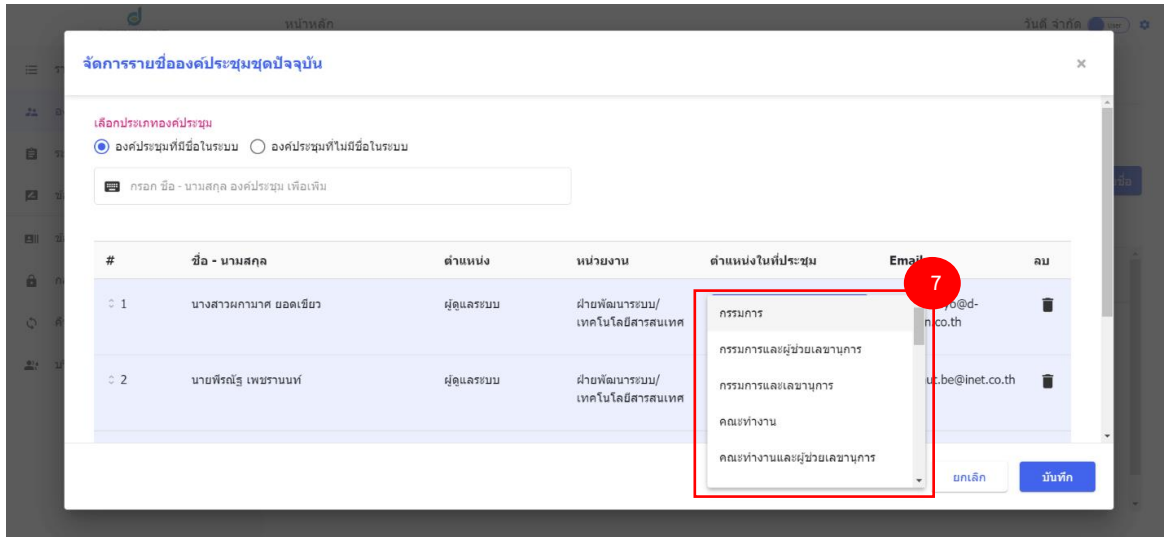 หน้าหลัก
วันดี จำกัด
จัดการรายชื่อองค์ประชุมชุดปัจจุบัน
×
เลือกประเภทองค์ประชุม
องค์ประชุมที่มีชื่อในระบบ องค์ประชุมที่ไม่มีชื่อในระบบ
กรอก ชื่อ - นามสกุล องค์ประชุม เพื่อเพิ่ม
# ชื่อ - นามสกุล ตำแหน่ง หน่วยงาน ตำแหน่งในที่ประชุม Email ลบ
7
1 นางสาวผกามาศ ยอดเขียว ผู้ดูแลระบบ ฝ่ายพัฒนาระบบ/
เทคโนโลยีสารสนเทศ
yo@d-
n.co.th
กรรมการ
กรรมการและผู้ช่วยเลขานุการ
2 นายพีรณัฐ เพชรานนท์ ผู้ดูแลระบบ ฝ่ายพัฒนาระบบ/
เทคโนโลยีสารสนเทศ
ut.be@inet.co.th
กรรมการและเลขานุการ
คณะทำงาน
คณะทำงานและผู้ช่วยเลขานุการ
ยกเลิก บันทึก